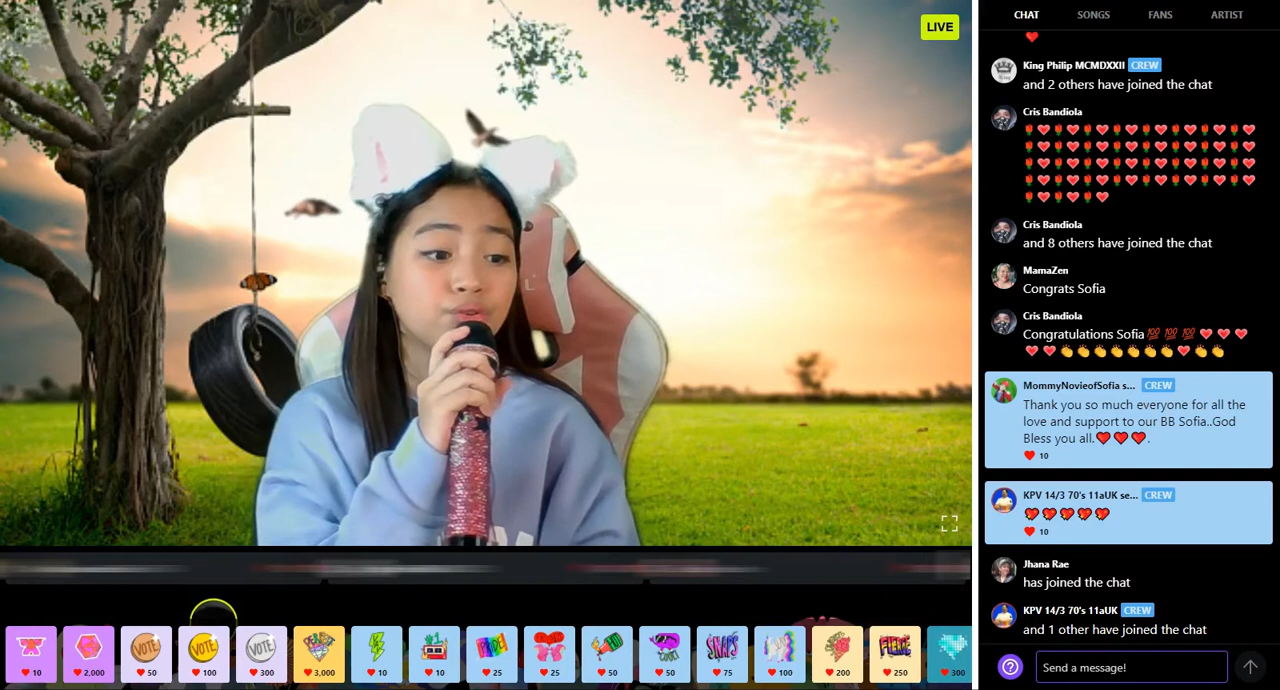 LIVE
CHAT SONGS FANS ARTIST
King Philip MCMDXXII CREW
and 2 others have joined the chat
Cris Bandiola
Cris Bandiola
and 8 others have joined the chat
MamaZen
Congrats Sofia
Cris Bandiola
Congratulations Sofia 💯 💯 💯 ❤️ ❤️ ❤️
❤️ ❤️ 👏 👏 👏 👏 👏 👏 👏 ❤️ 👏 👏
MommyNovieofSofia s... CREW
Thank you so much everyone for all the
love and support to our BB Sofia..God
Bless you all.❤️ ❤️ ❤️ .
10
KPV 14/3 70's 11aUK se... CREW
10
Jhana Rae
has joined the chat
KPV 14/3 70's 11aUK CREW
and 1 other have joined the chat
Send a message!
VOTE VOTE VOTE PRIDE SNAPS FIERCE
10 2,000 50 100 300 3,000 10 10 25 25 50 50 75 100 200 250 300